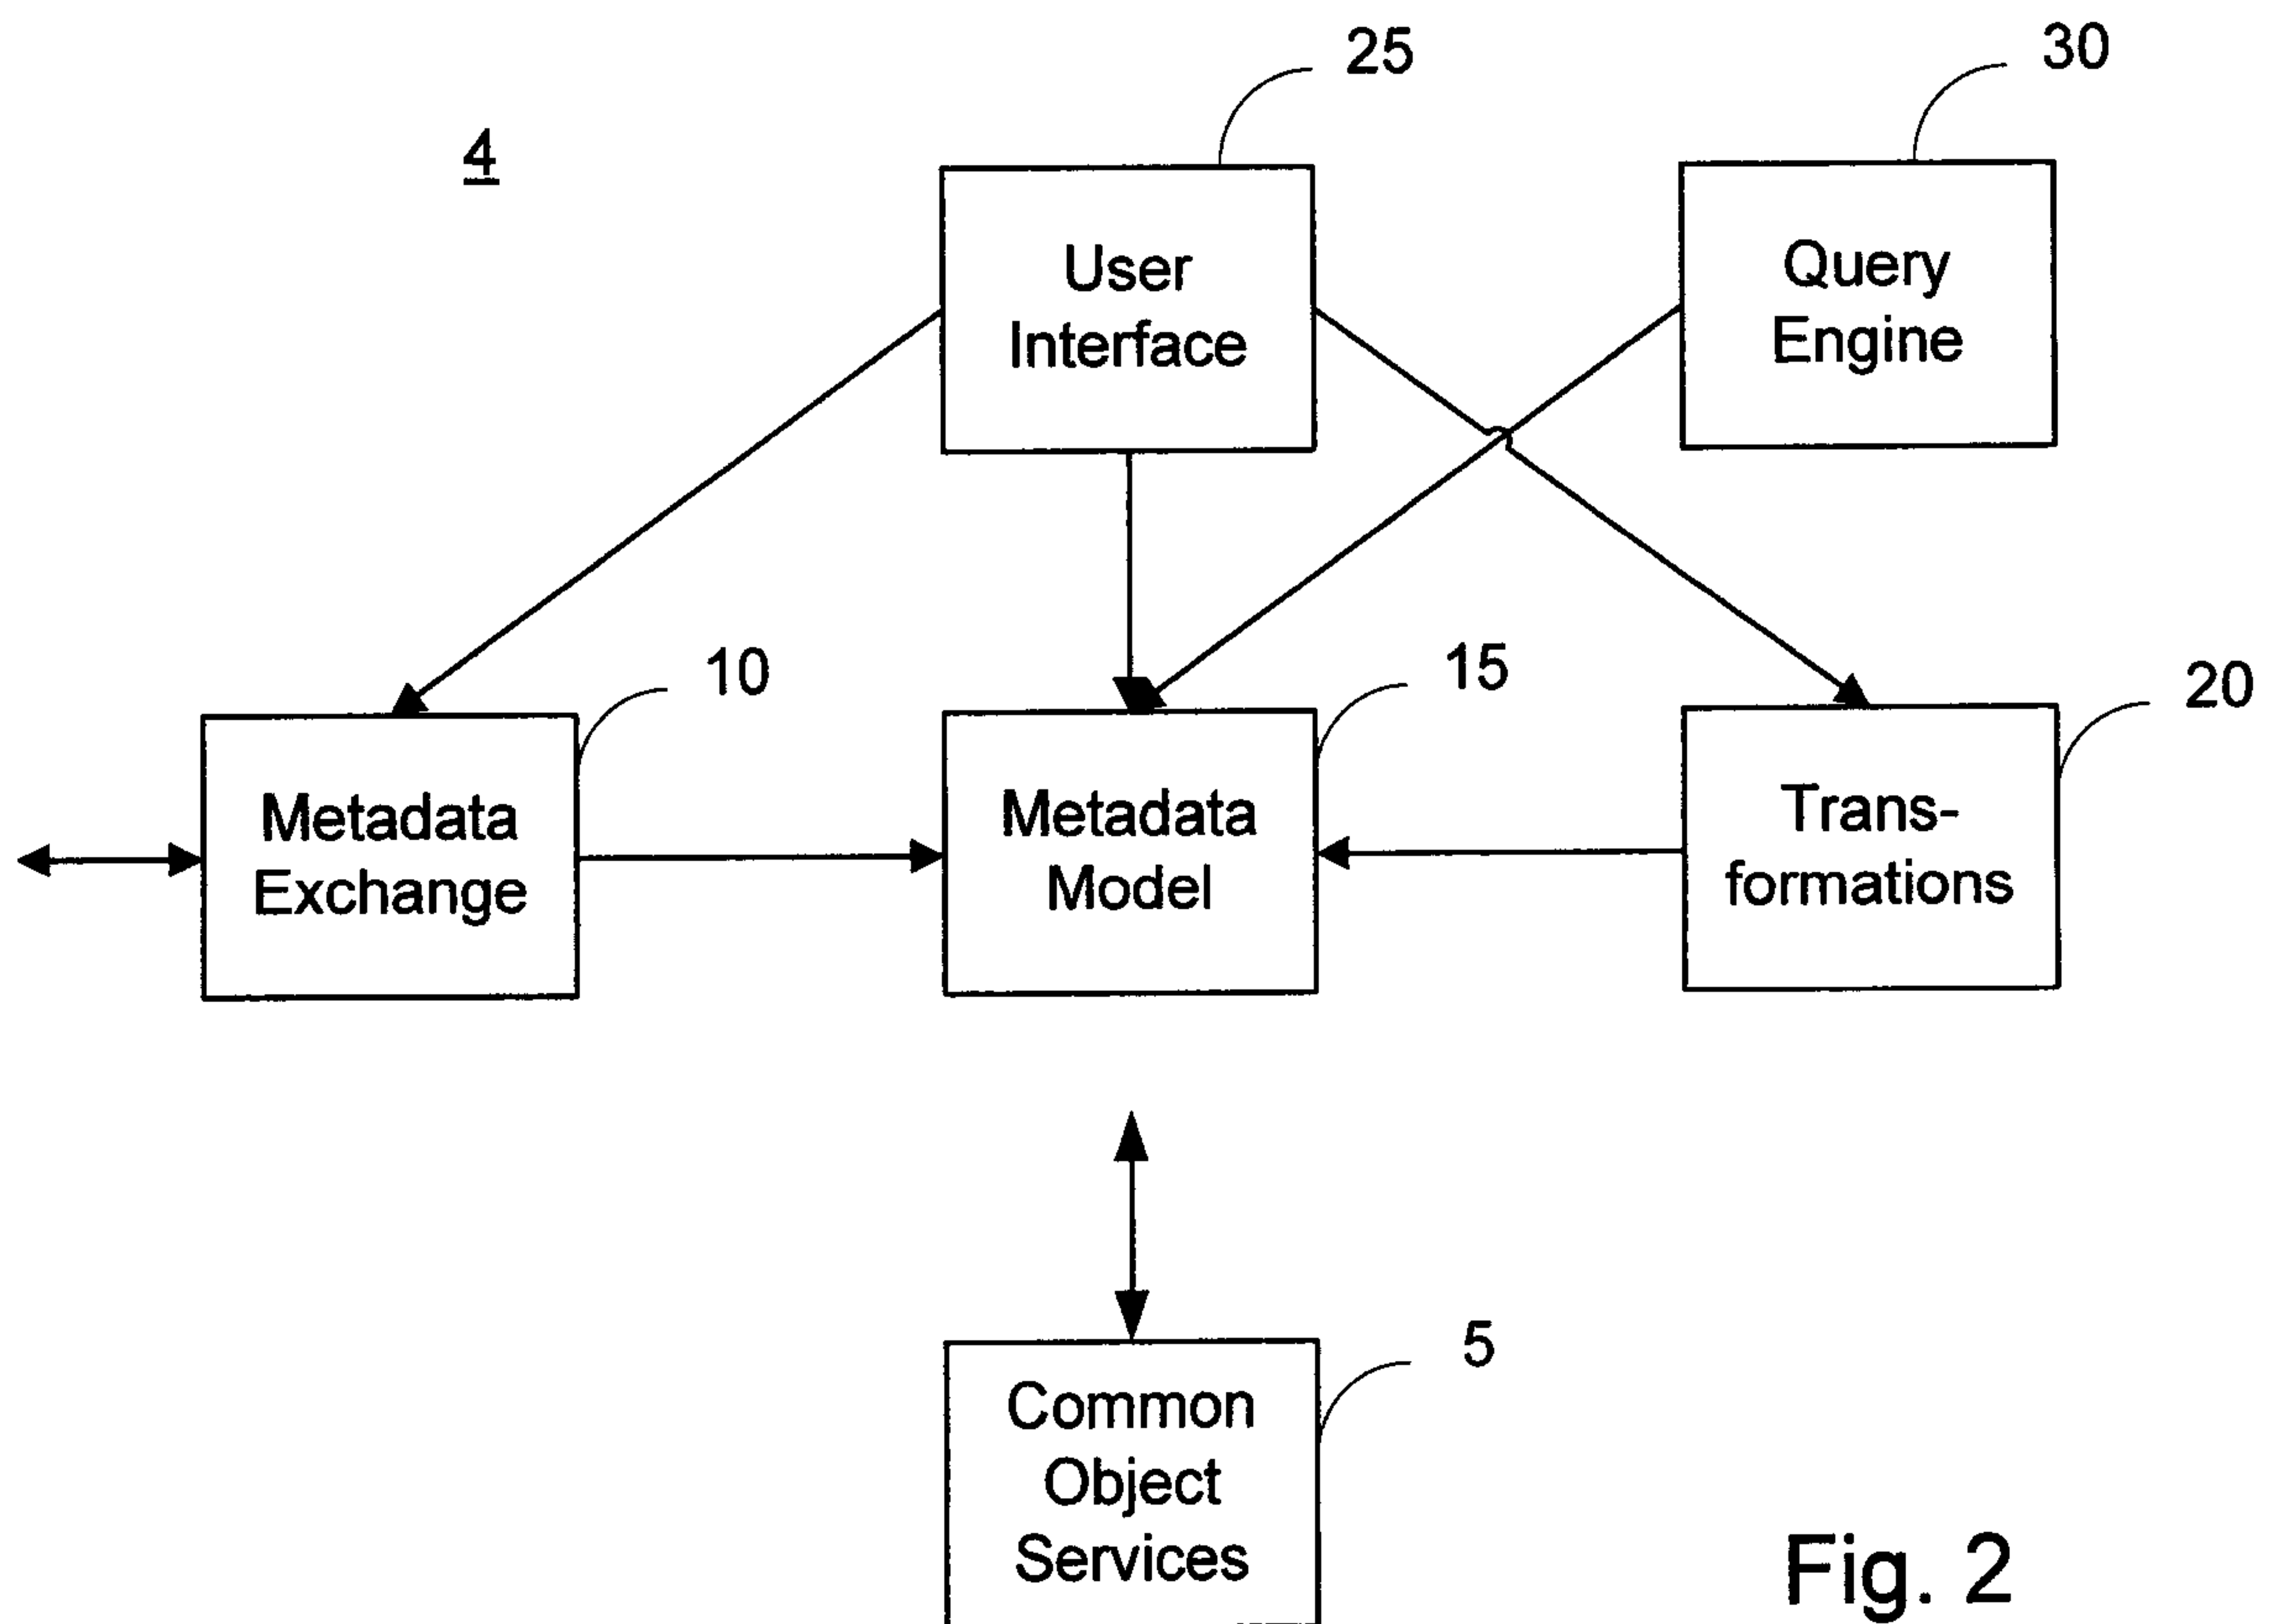 25
30
4
User
Interface
Query
Engine
10
15
20
Metadata
Exchange
Metadata
Model
Trans-
formations
5
Common
Object
Services
Fig. 2